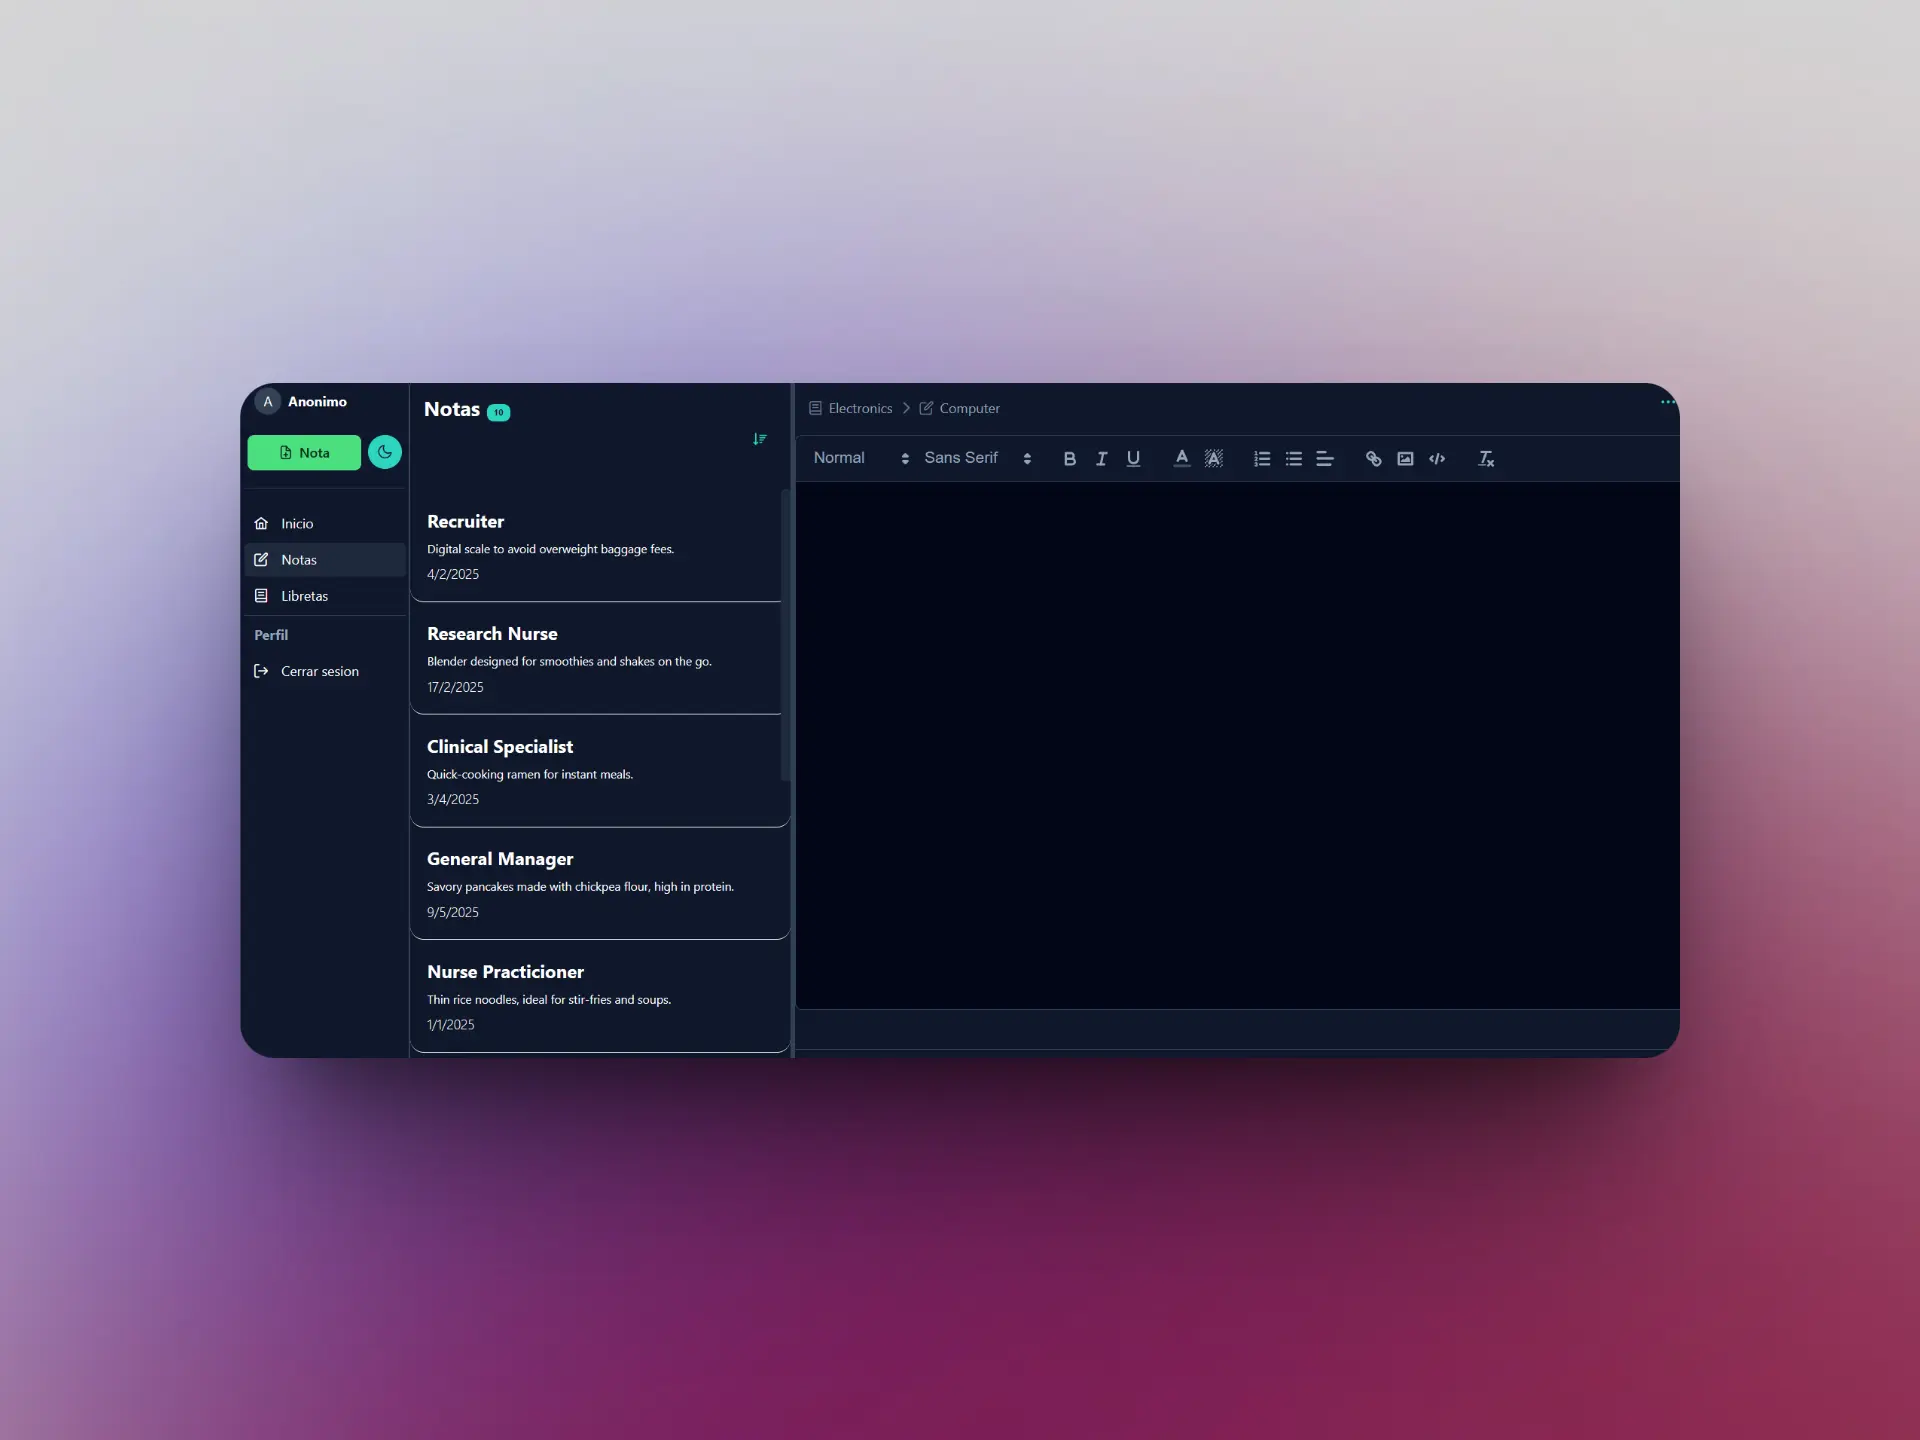 A Anonimo
Nota
Inicio
Notas
Libretas
Perfil
Cerrar sesion
Notas 10
Recruiter
Digital scale to avoid overweight baggage fees.
4/2/2025
Research Nurse
Blender designed for smoothies and shakes on the go.
17/2/2025
Clinical Specialist
Quick-cooking ramen for instant meals.
3/4/2025
General Manager
Savory pancakes made with chickpea flour, high in protein.
9/5/2025
Nurse Practicioner
Thin rice noodles, ideal for stir-fries and soups.
1/1/2025
Electronics Computer
Normal Sans Serif